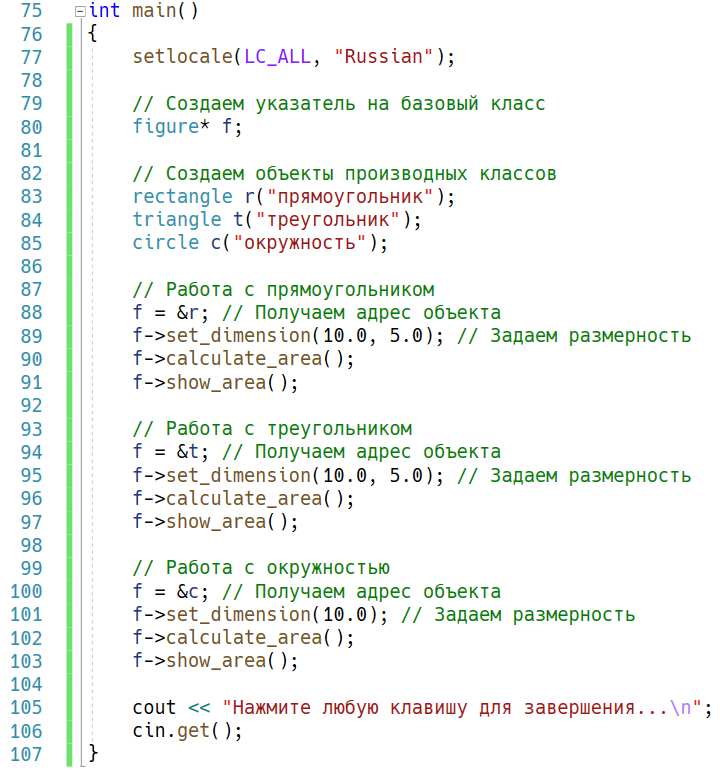 75 int main()
76 {
77 setlocale(LC_ALL, "Russian");
78
79 // Создаем указатель на базовый класс
80 figure* f;
81
82 // Создаем объекты производных классов
83 rectangle r("прямоугольник");
84 triangle t("треугольник");
85 circle c("окружность");
86
87 // Работа с прямоугольником
88 f = &r; // Получаем адрес объекта
89 f->set_dimension(10.0, 5.0); // Задаем размерность
90 f->calculate_area();
91 f->show_area();
92
93 // Работа с треугольником
94 f = &t; // Получаем адрес объекта
95 f->set_dimension(10.0, 5.0); // Задаем размерность
96 f->calculate_area();
97 f->show_area();
98
99 // Работа с окружностью
100 f = &c; // Получаем адрес объекта
101 f->set_dimension(10.0); // Задаем размерность
102 f->calculate_area();
103 f->show_area();
104
105 cout << "Нажмите любую клавишу для завершения...\n";
106 cin.get();
107 }